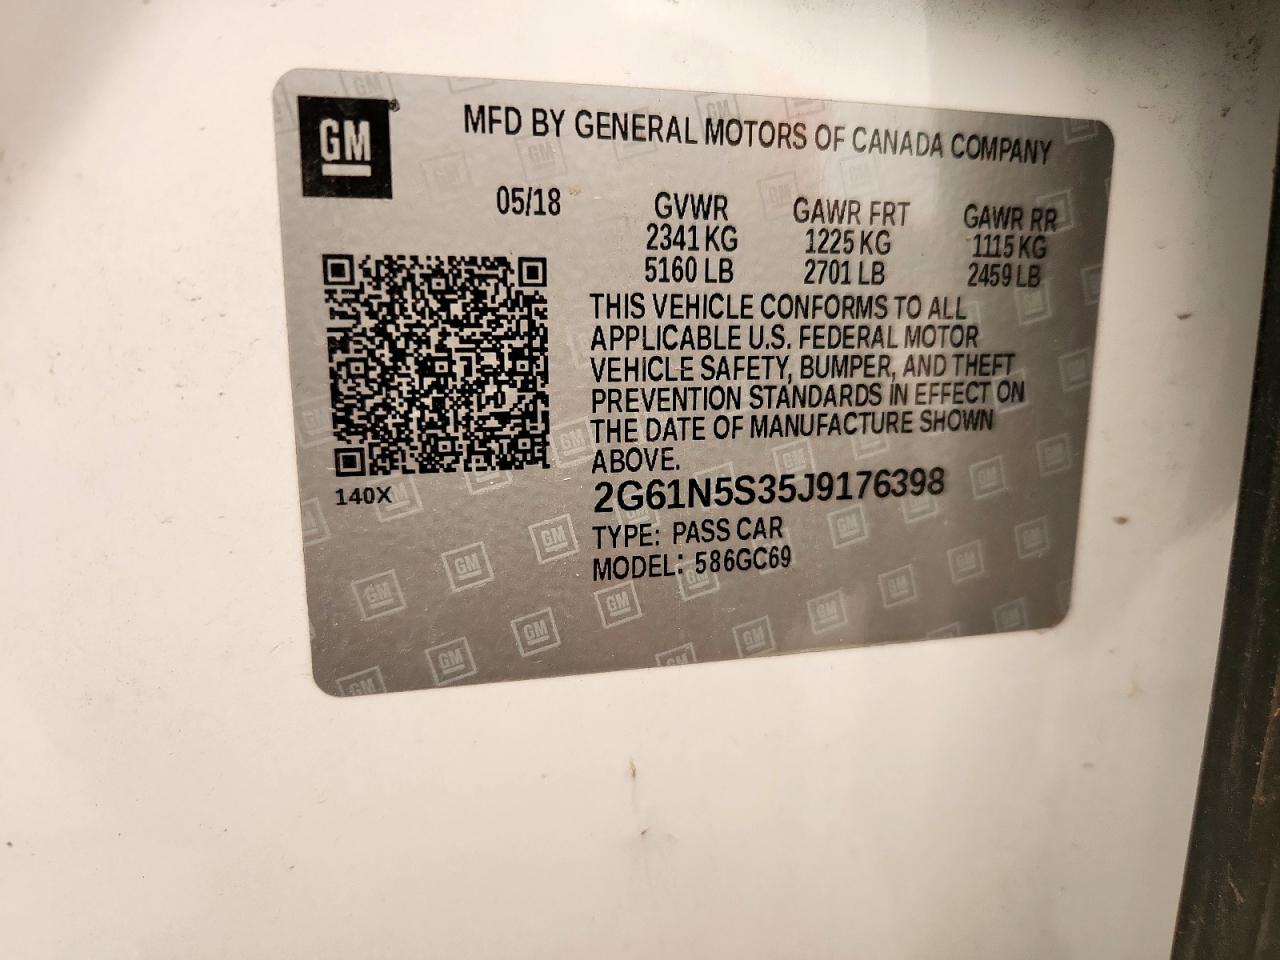 GM®
MFD BY GENERAL MOTORS OF CANADA COMPANY
05/18
GVWR GAWR FRT GAWR RR
2341 KG 1225 KG 1115 KG
5160 LB 2701 LB 2459 LB
THIS VEHICLE CONFORMS TO ALL
APPLICABLE U.S. FEDERAL MOTOR
VEHICLE SAFETY, BUMPER, AND THEFT
PREVENTION STANDARDS IN EFFECT ON
THE DATE OF MANUFACTURE SHOWN
ABOVE.
140X
2G61N5S35J9176398
TYPE: PASS CAR
MODEL: 586GC69